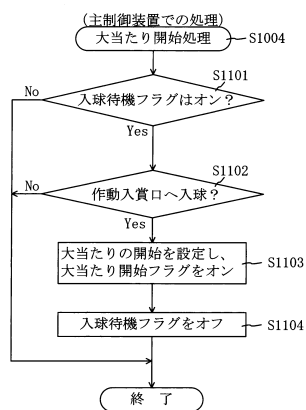 (主制御装置での処理)
大当たり開始処理
S1004
S1101
入球待機フラグはオン?
No
Yes
S1102
作動入賞口へ入球?
No
Yes
大当たりの開始を設定し、
大当たり開始フラグをオン
S1103
入球待機フラグをオフ
S1104
終 了